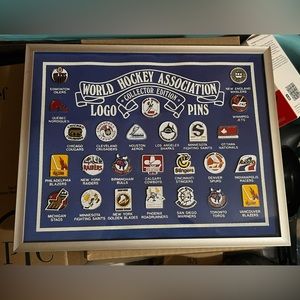 WORLD HOCKEY ASSOCIATION
COLLECTOR EDITION
LOGO PINS
EDMONTON
OILERS
NEW ENGLAND
WHALERS
QUEBEC
NORDIQUES
WINNIPEG
JETS
CHICAGO
COUGARS
CLEVELAND
CRUSADERS
HOUSTON
AEROS
LOS ANGELES
SHARKS
MINNESOTA
FIGHTING SAINTS
OTTAWA
NATIONALS
PHILADELPHIA
BLAZERS
NEW YORK
RAIDERS
BIRMINGHAM
BULLS
CALGARY
COWBOYS
CINCINNATI
STINGERS
DENVER
SPURS
INDIANAPOLIS
RACERS
MICHIGAN
STAGS
MINNESOTA
FIGHTING SAINTS
NEW YORK
GOLDEN BLADES
PHOENIX
ROADRUNNERS
SAN DIEGO
MARINERS
TORONTO
TOROS
VANCOUVER
BLAZERS